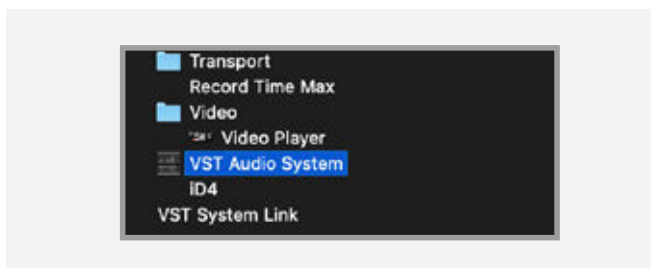 Transport
Record Time Max
Video
Video Player
VST Audio System
iD4
VST System Link